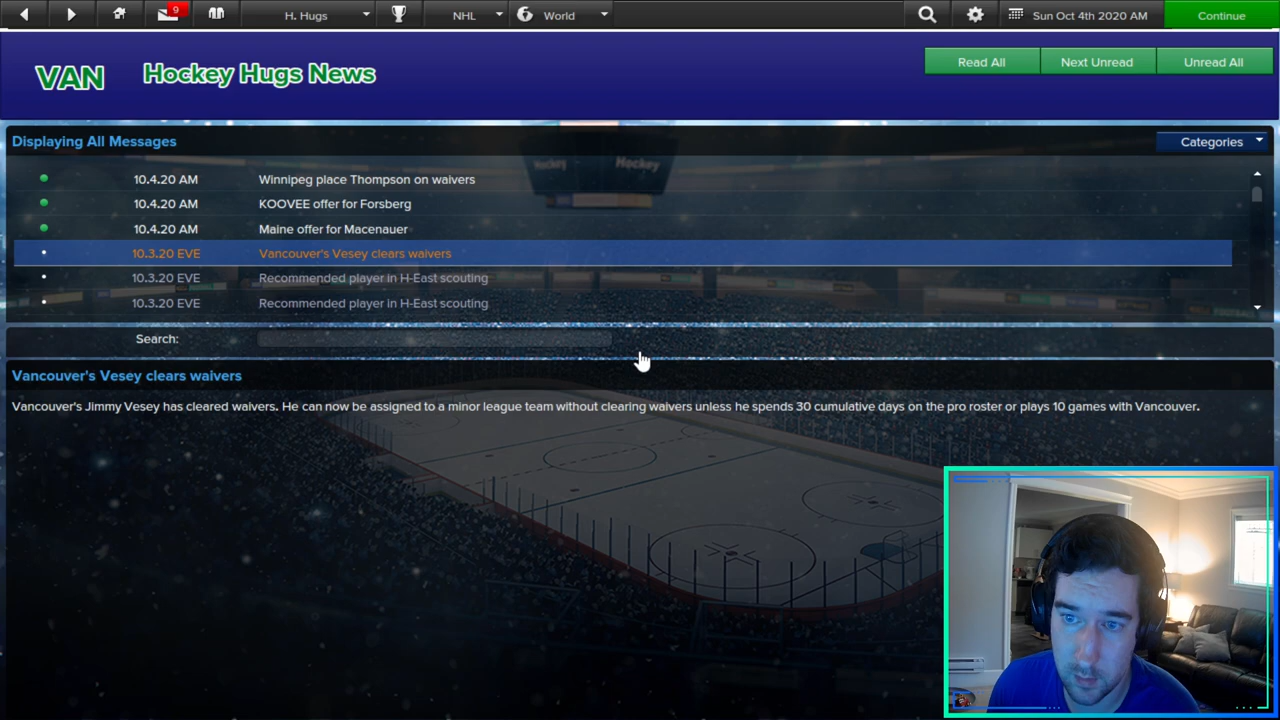 9
H. Hugs
NHL
World
Sun Oct 4th 2020 AM
Continue
VAN
Hockey Hugs News
Read All
Next Unread
Unread All
Displaying All Messages
Categories
Hockey
Hockey
10.4.20 AM Winnipeg place Thompson on waivers
10.4.20 AM KOOVEE offer for Forsberg
10.4.20 AM Maine offer for Macenauer
10.3.20 EVE Vancouver's Vesey clears waivers
10.3.20 EVE Recommended player in H-East scouting
10.3.20 EVE Recommended player in H-East scouting
Search:
Vancouver's Vesey clears waivers
Vancouver's Jimmy Vesey has cleared waivers. He can now be assigned to a minor league team without clearing waivers unless he spends 30 cumulative days on the pro roster or plays 10 games with Vancouver.